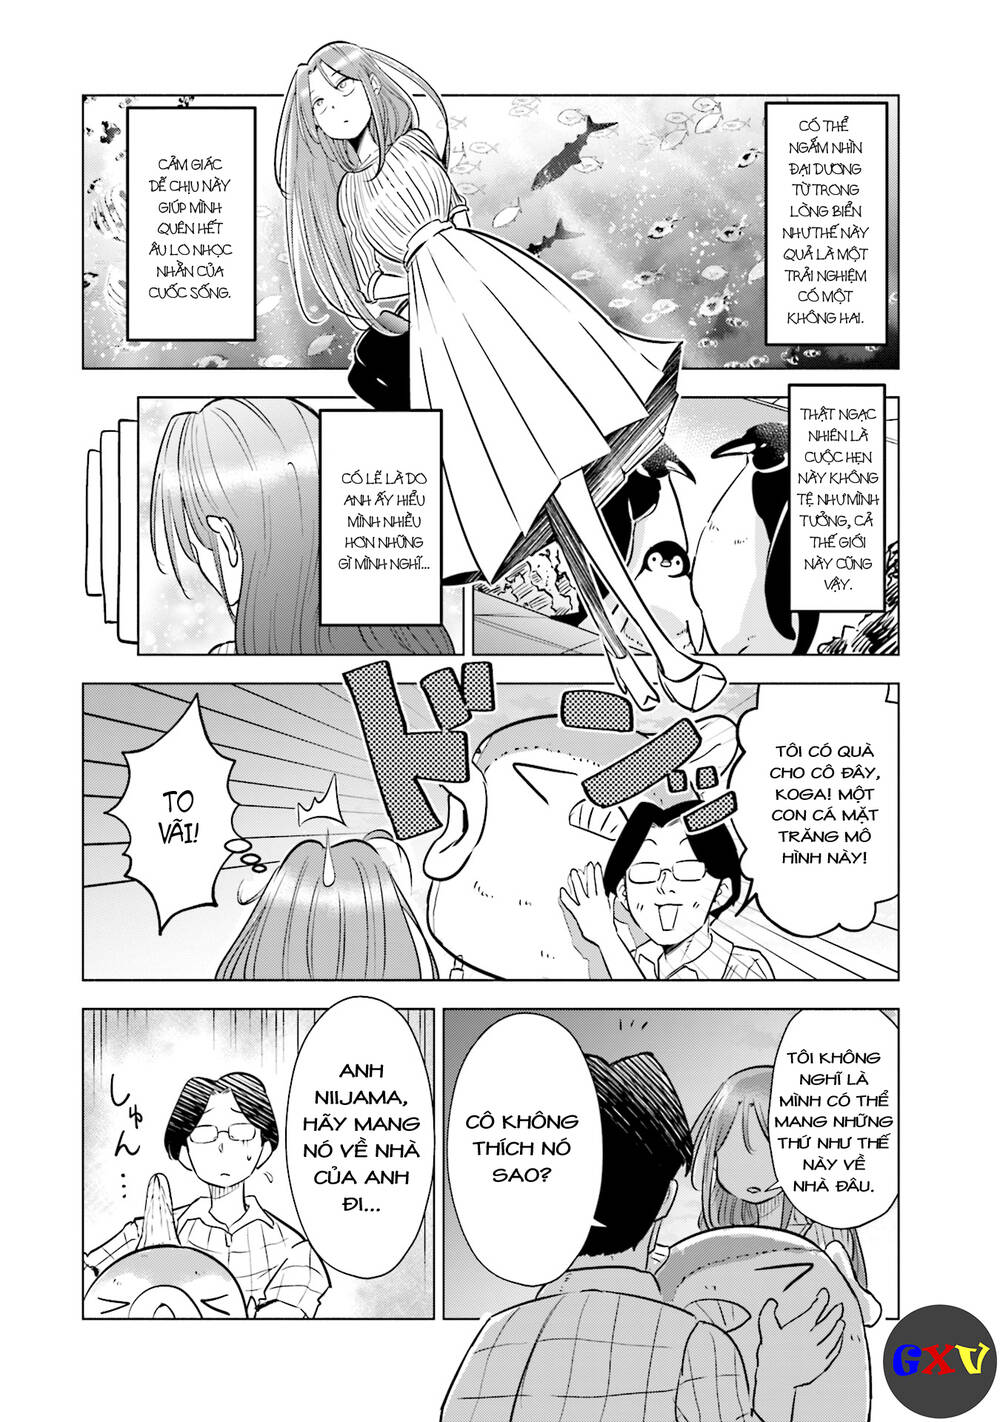 CÓ THỂ
NGẮM NHÌN
ĐẠI DƯƠNG
TỪ TRONG
LÒNG BIỂN
NHƯ THẾ NÀY
QUẢ LÀ MỘT
TRẢI NGHIỆM
CÓ MỘT
KHÔNG HAI.
CẢM GIÁC
DỄ CHỊU NÀY
GIÚP MÌNH
QUÊN HẾT
ÂU LO NHỌC
NHẰN CỦA
CUỐC SỐNG.
THẬT NGẠC
NHIÊN LÀ
CUỘC HẸN
NÀY KHÔNG
TỆ NHƯ MÌNH
TƯỞNG, CẢ
THẾ GIỚI
NÀY CŨNG
VẬY.
CÓ LẼ LÀ DO
ANH ẤY HIỂU
MÌNH NHIỀU
HƠN NHỮNG
GÌ MÌNH NGHĨ...
ドンッ
TÔI CÓ QUÀ
CHO CÔ ĐÂY,
KOGA! MỘT
CON CÁ MẶT
TRĂNG MÔ
HÌNH NÀY!
TO
VÃI!
TÔI KHÔNG
NGHĨ LÀ
MÌNH CÓ THỂ
MANG NHỮNG
THỨ NHƯ THẾ
NÀY VỀ
NHÀ ĐÂU.
CÔ KHÔNG
THÍCH NÓ
SAO?
ANH
NIIJAMA,
HÃY MANG
NÓ VỀ NHÀ
CỦA ANH
ĐI...
しゅん...
GXV